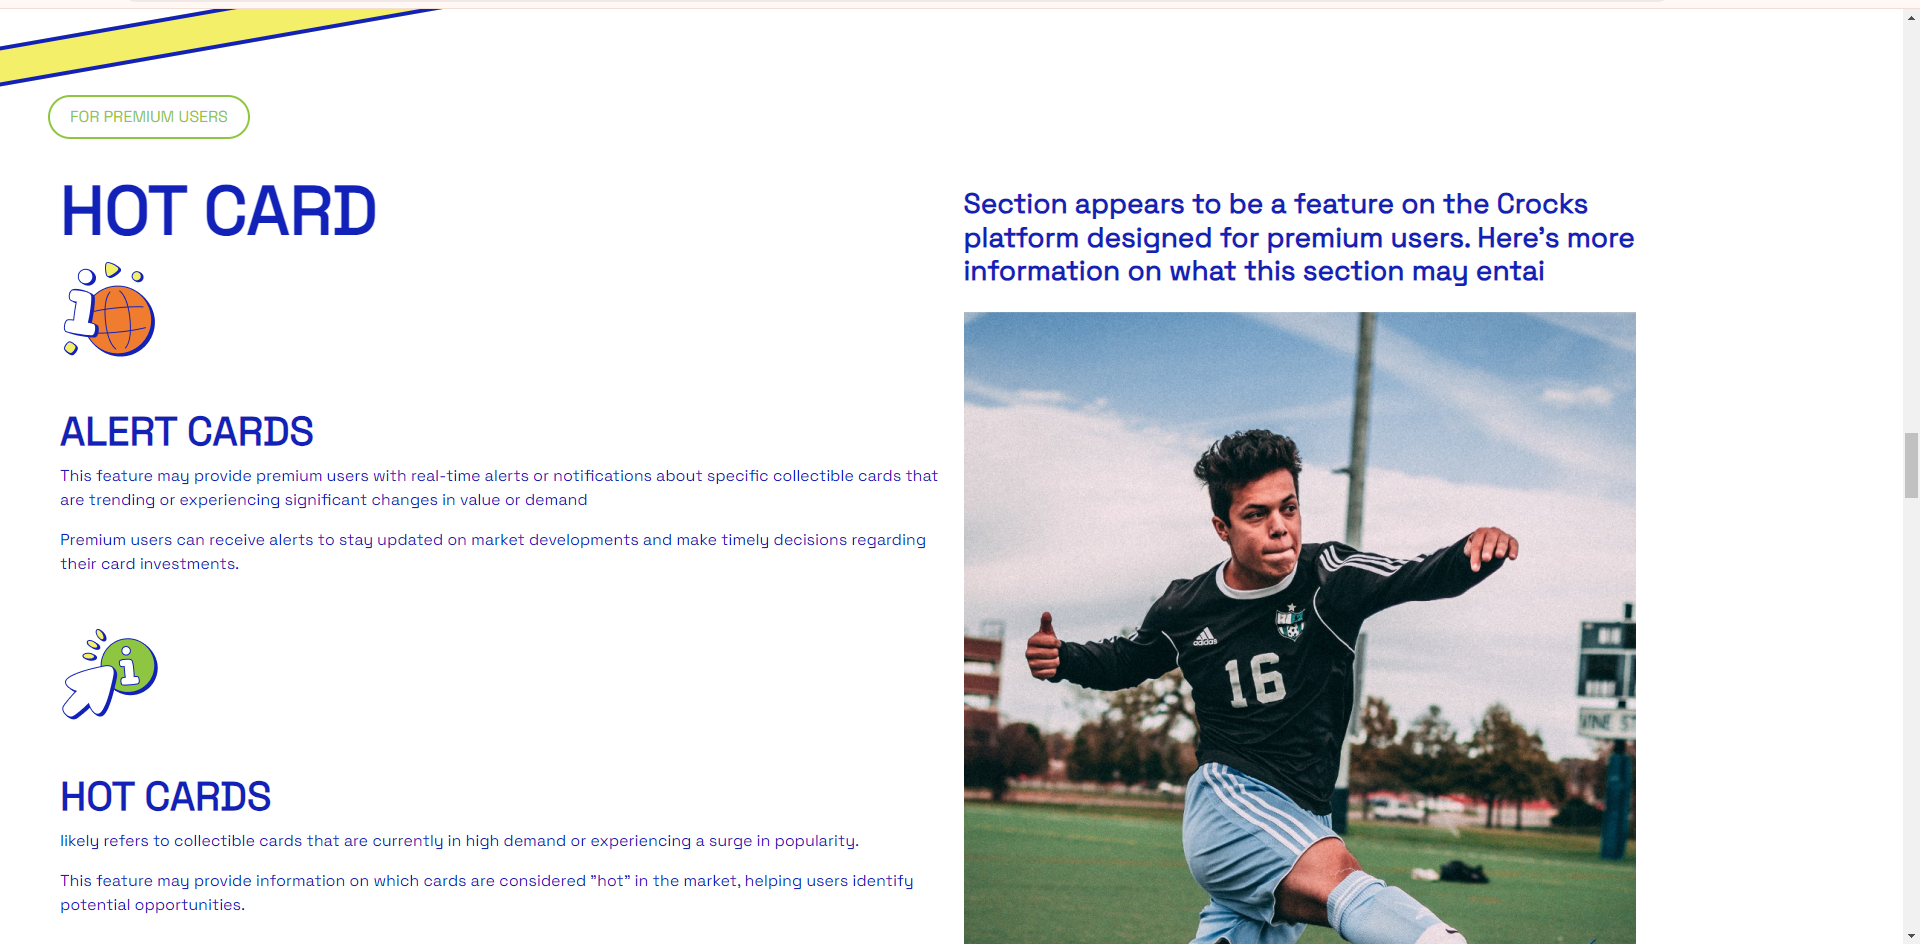 FOR PREMIUM USERS
HOT CARD
ALERT CARDS
This feature may provide premium users with real-time alerts or notifications about specific collectible cards that
are trending or experiencing significant changes in value or demand
Premium users can receive alerts to stay updated on market developments and make timely decisions regarding
their card investments.
HOT CARDS
likely refers to collectible cards that are currently in high demand or experiencing a surge in popularity.
This feature may provide information on which cards are considered "hot" in the market, helping users identify
potential opportunities.
Section appears to be a feature on the Crocks
platform designed for premium users. Here's more
information on what this section may entai
adidas
16